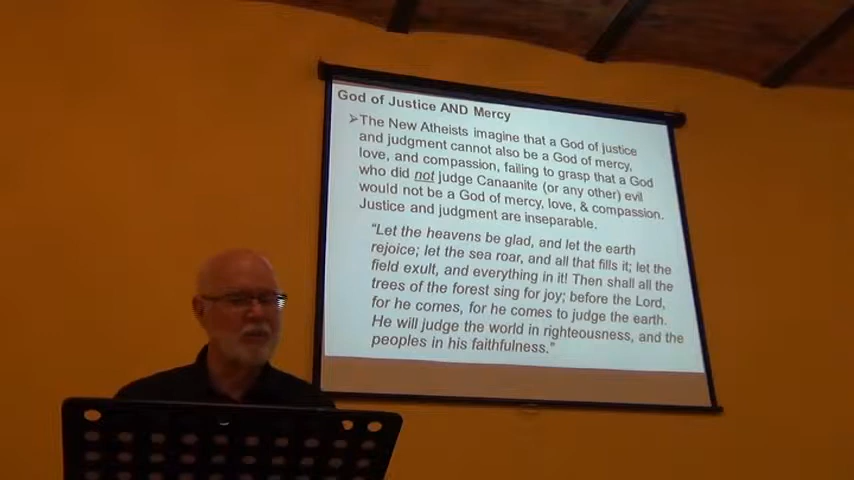 God of Justice AND Mercy
➢The New Atheists imagine that a God of justice
and judgment cannot also be a God of mercy,
love, and compassion, failing to grasp that a God
who did not judge Canaanite (or any other) evil
would not be a God of mercy, love, & compassion.
Justice and judgment are inseparable.
"Let the heavens be glad, and let the earth
rejoice; let the sea roar, and all that fills it; let the
field exult, and everything in it! Then shall all the
trees of the forest sing for joy; before the Lord,
for he comes, for he comes to judge the earth.
He will judge the world in righteousness, and the
peoples in his faithfulness."